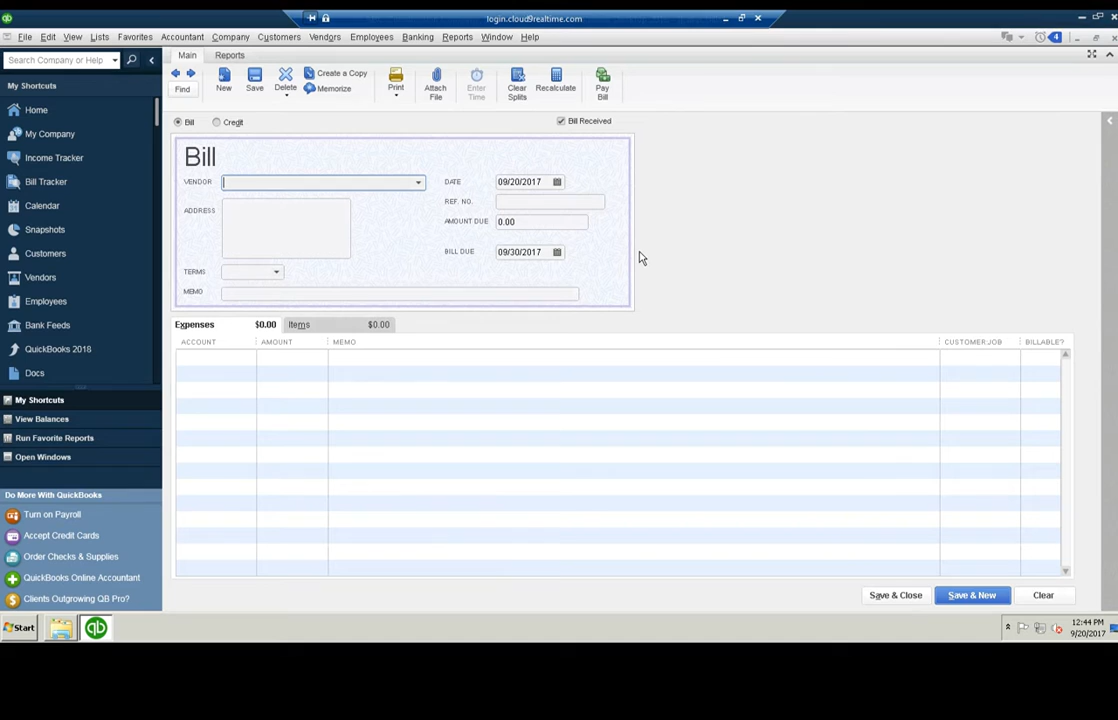 login.cloud9realtime.com
File Edit View Lists Favorites Accountant Company Customers Vendors Employees Banking Reports Window Help
4
Search Company or Help
Main Reports
My Shortcuts
Find New Save Delete Create a Copy Memorize Print Attach File Enter Time Clear Splits Recalculate Pay Bill
Home
My Company
Income Tracker
Bill Tracker
Calendar
Snapshots
Customers
Vendors
Employees
Bank Feeds
QuickBooks 2018
Docs
My Shortcuts
View Balances
Run Favorite Reports
Open Windows
Do More With QuickBooks
Turn on Payroll
Accept Credit Cards
Order Checks & Supplies
QuickBooks Online Accountant
Clients Outgrowing QB Pro?
Bill Credit Bill Received
Bill
VENDOR DATE 09/20/2017
ADDRESS REF. NO.
AMOUNT DUE 0.00
BILL DUE 09/30/2017
TERMS
MEMO
Expenses $0.00 Items $0.00
ACCOUNT AMOUNT MEMO CUSTOMER:JOB BILLABLE?
Save & Close Save & New Clear
Start qb 12:44 PM
9/20/2017